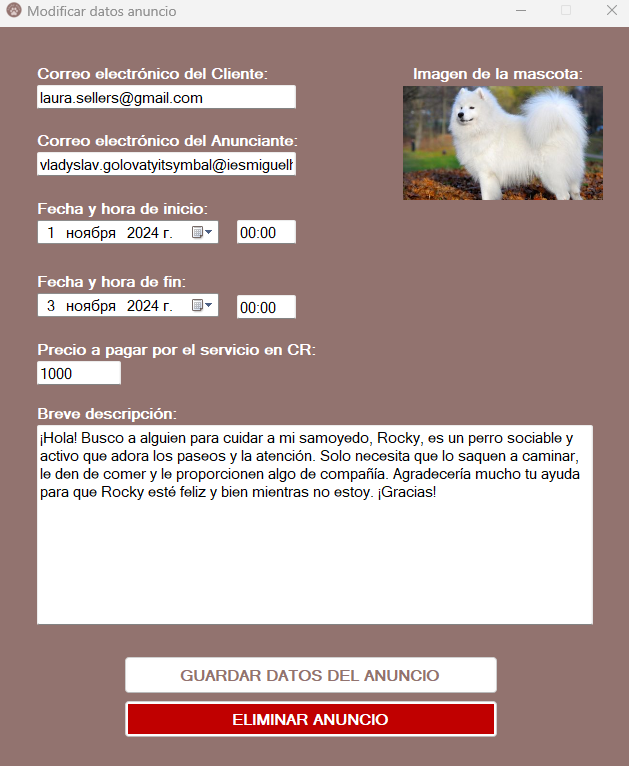 Modificar datos anuncio
Correo electrónico del Cliente:
Imagen de la mascota:
laura.sellers@gmail.com
Correo electrónico del Anunciante:
vladyslav.golovatyitsymbal@iesmiguelh
Fecha y hora de inicio:
1 ноября 2024 г. 00:00
Fecha y hora de fin:
3 ноября 2024 г. 00:00
Precio a pagar por el servicio en CR:
1000
Breve descripción:
¡Hola! Busco a alguien para cuidar a mi samoyedo, Rocky, es un perro sociable y
activo que adora los paseos y la atención. Solo necesita que lo saquen a caminar,
le den de comer y le proporcionen algo de compañía. Agradecería mucho tu ayuda
para que Rocky esté feliz y bien mientras no estoy. ¡Gracias!
GUARDAR DATOS DEL ANUNCIO
ELIMINAR ANUNCIO